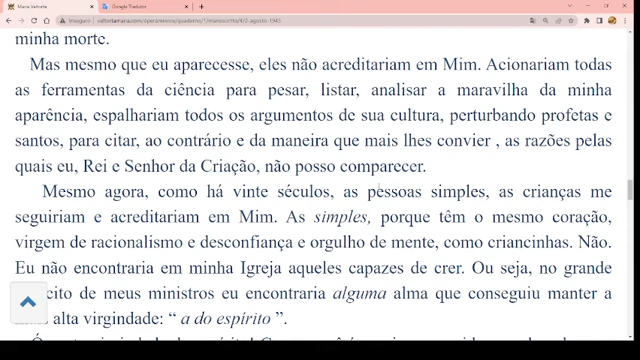 Maria Valtorta
Google Tradutor
minha morte.
Mas mesmo que eu aparecesse, eles não acreditariam em Mim. Acionariam todas
as ferramentas da ciência para pesar, listar, analisar a maravilha da minha
aparência, espalhariam todos os argumentos de sua cultura, perturbando profetas e
santos, para citar, ao contrário e da maneira que mais lhes convier , as razões pelas
quais eu, Rei e Senhor da Criação, não posso comparecer.
Mesmo agora, como há vinte séculos, as pessoas simples, as crianças me
seguiriam e acreditariam em Mim. As simples, porque têm o mesmo coração,
virgem de racionalismo e desconfiança e orgulho de mente, como criancinhas. Não.
Eu não encontraria em minha Igreja aqueles capazes de crer. Ou seja, no grande
de meus ministros eu encontraria alguma alma que conseguiu manter a
alta virgindade: “ a do espírito ”.